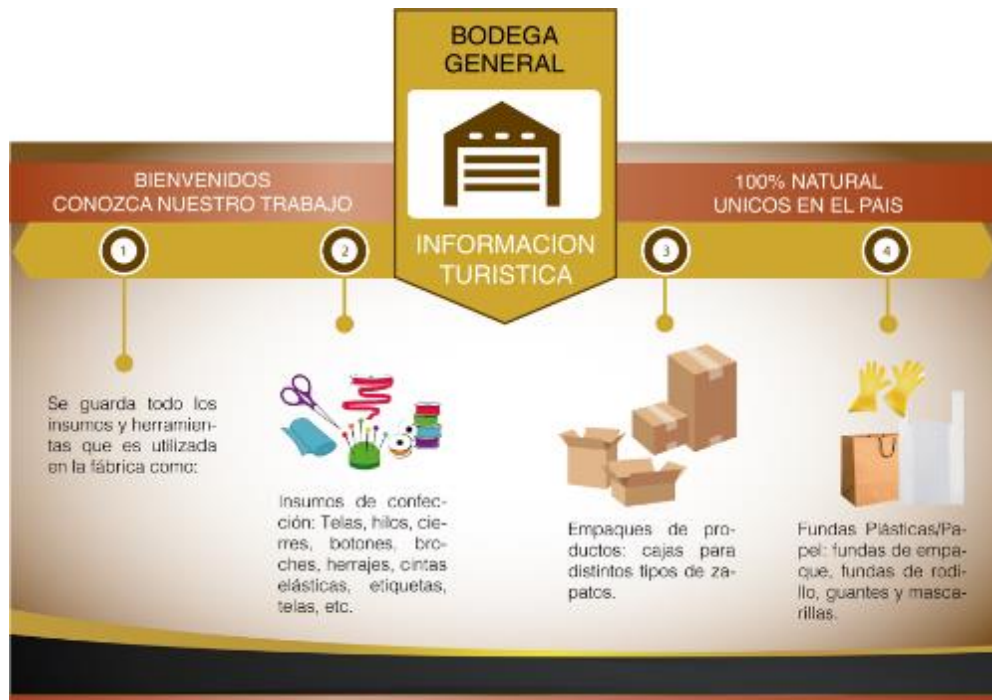 BODEGA
GENERAL
BIENVENIDOS
CONOZCA NUESTRO TRABAJO
100% NATURAL
UNICOS EN EL PAIS
INFORMACION
TURISTICA
1
2
3
4
Se guarda todo los
insumos y herramien-
tas que es utilizada
en la fábrica como:
Insumos de confec-
ción: Telas, hilos, cie-
rres, botones, bro-
ches, herrajes, cintas
elásticas, etiquetas,
telas, etc.
Empaques de pro-
ductos: cajas para
distintos tipos de za-
patos.
Fundas Plásticas/Pa-
pel: fundas de empa-
que, fundas de rodi-
llo, guantes y masca-
rillas.